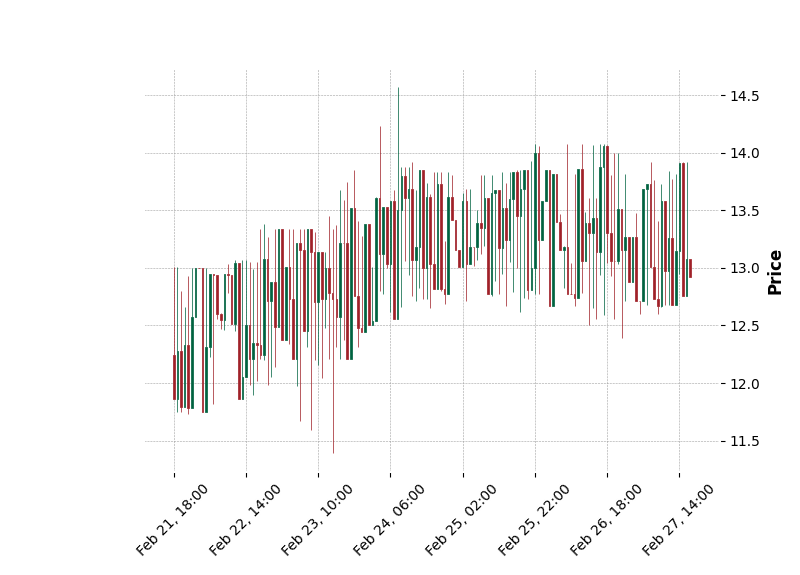 14.5
14.0
13.5
13.0
12.5
12.0
11.5
Price
Feb 21, 18:00
Feb 22, 14:00
Feb 23, 10:00
Feb 24, 06:00
Feb 25, 02:00
Feb 25, 22:00
Feb 26, 18:00
Feb 27, 14:00